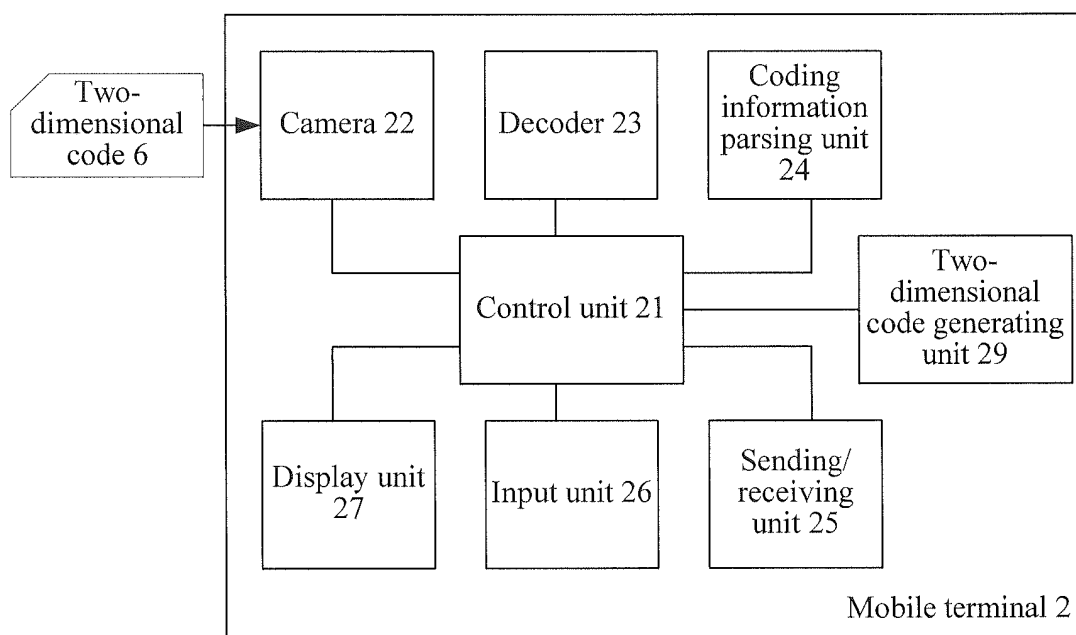 Two-
dimensional
code 6
Camera 22
Decoder 23
Coding
information
parsing unit
24
Control unit 21
Two-
dimensional
code generating
unit 29
Display unit
27
Input unit 26
Sending/
receiving
unit 25
Mobile terminal 2